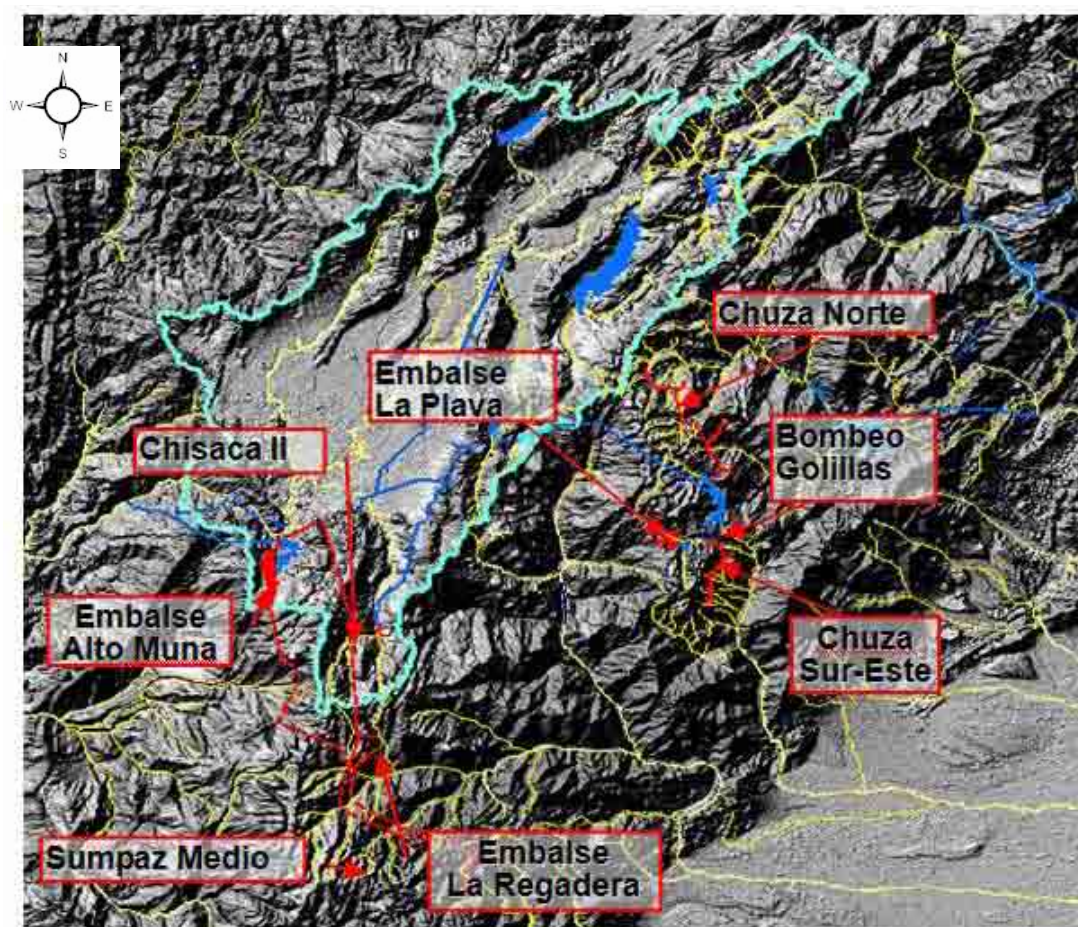 N
W E
S
Chuza Norte
Embalse
La Plava
Bombeo
Golillas
Chisaca II
Embalse
Alto Muna
Chuza
Sur-Este
Sumpaz Medio
Embalse
La Regadera